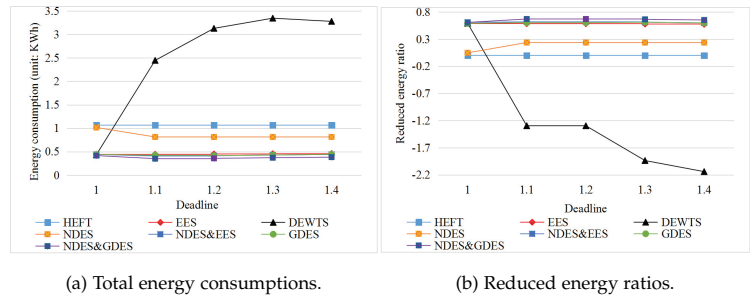 3.5
3
2.5
2
1.5
1
0.5
0
Energy consumption (unit: KWh)
1 1.1 1.2 1.3 1.4
Deadline
HEFT EES DEWTS
NDES NDES&EES GDES
NDES&GDES
(a) Total energy consumptions.
0.8
0.3
-0.2
-0.7
-1.2
-1.7
-2.2
Reduced energy ratio
1 1.1 1.2 1.3 1.4
Deadline
HEFT EES DEWTS
NDES NDES&EES GDES
NDES&GDES
(b) Reduced energy ratios.